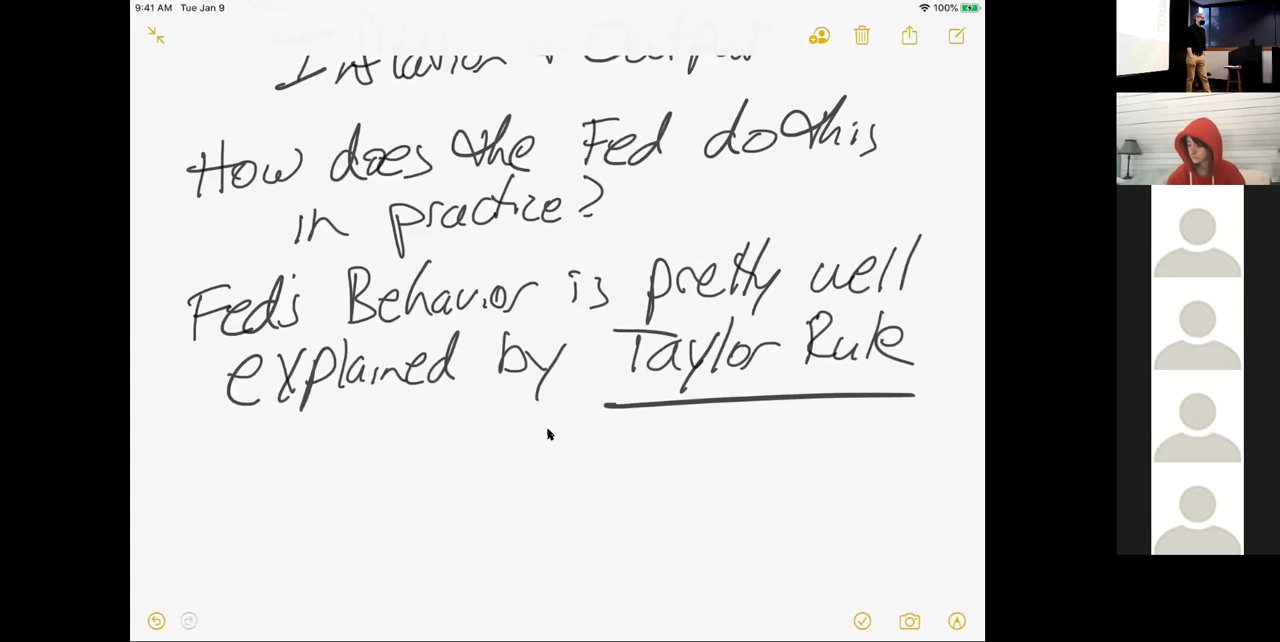 9:41 AM Tue Jan 9
100%
How does the Fed do this
in practice?
Fed's Behavior is pretty well
explained by Taylor Rule